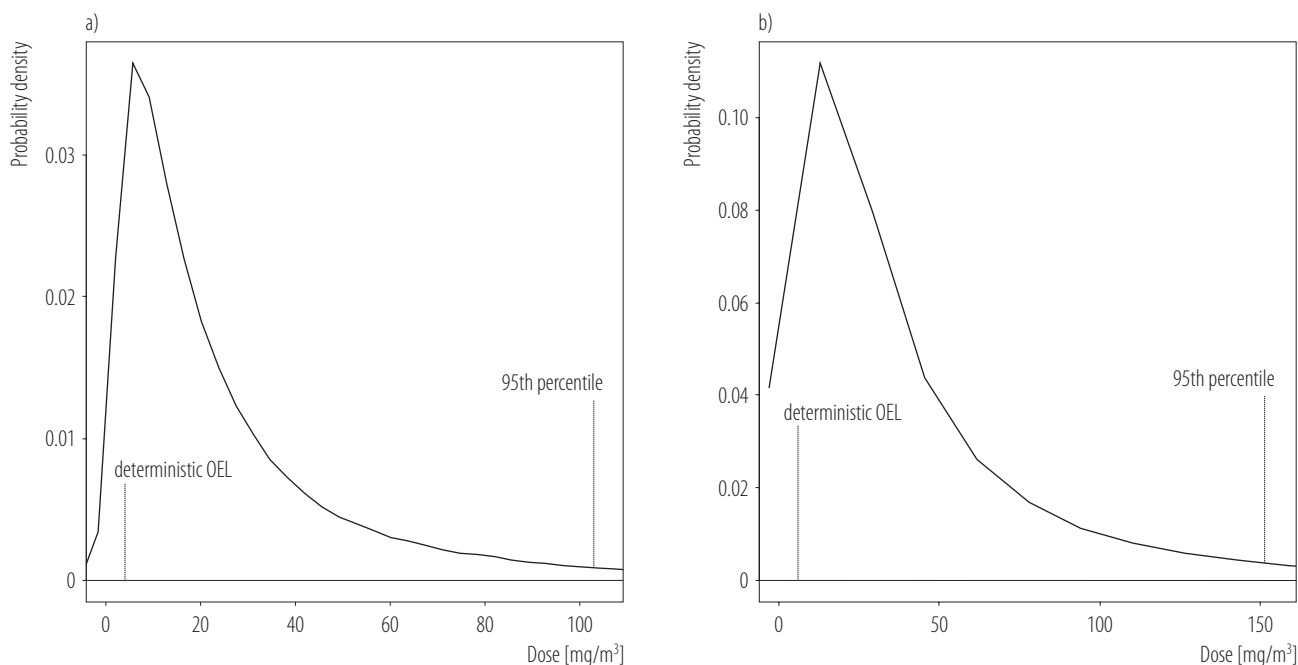 a)
Probability density
0.03
0.02
0.01
0
95th percentile
deterministic OEL
0
20
40
60
80
100
Dose [mg/m³]
b)
Probability density
0.10
0.08
0.06
0.04
0.02
0
95th percentile
deterministic OEL
0
50
100
150
Dose [mg/m³]